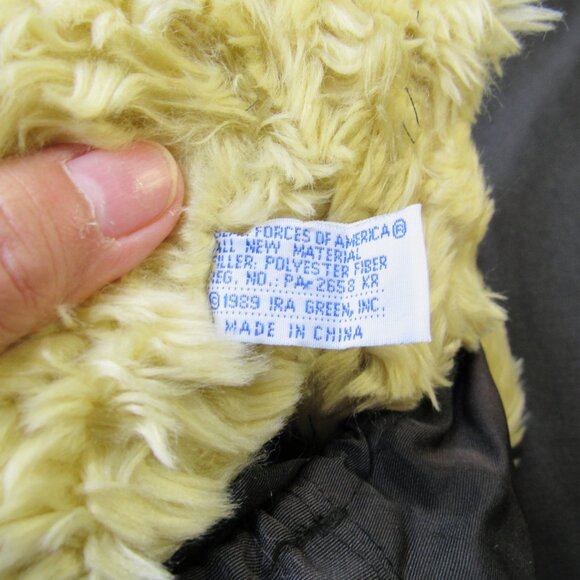 FORCES OF AMERICA®
ALL NEW MATERIAL
FILLER: POLYESTER FIBER
REG. NO.: PA-2658 KR
©1989 IRA GREEN, INC.
MADE IN CHINA